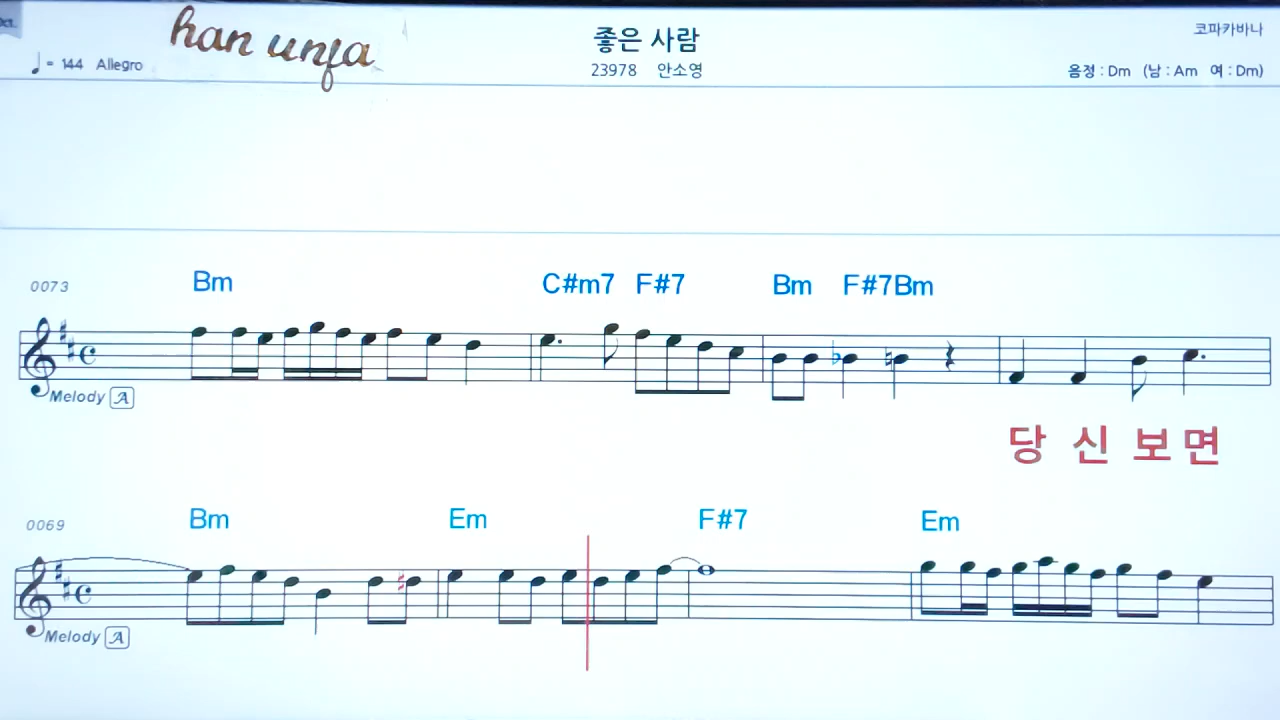 oct.
han unfa
좋은 사람
코파카바나
♩= 144 Allegro
23978 안소영
음정 : Dm (남 : Am 여 : Dm)
0073 Bm C#m7 F#7 Bm F#7Bm
Melody A
당 신 보 면
0069 Bm Em F#7 Em
Melody A